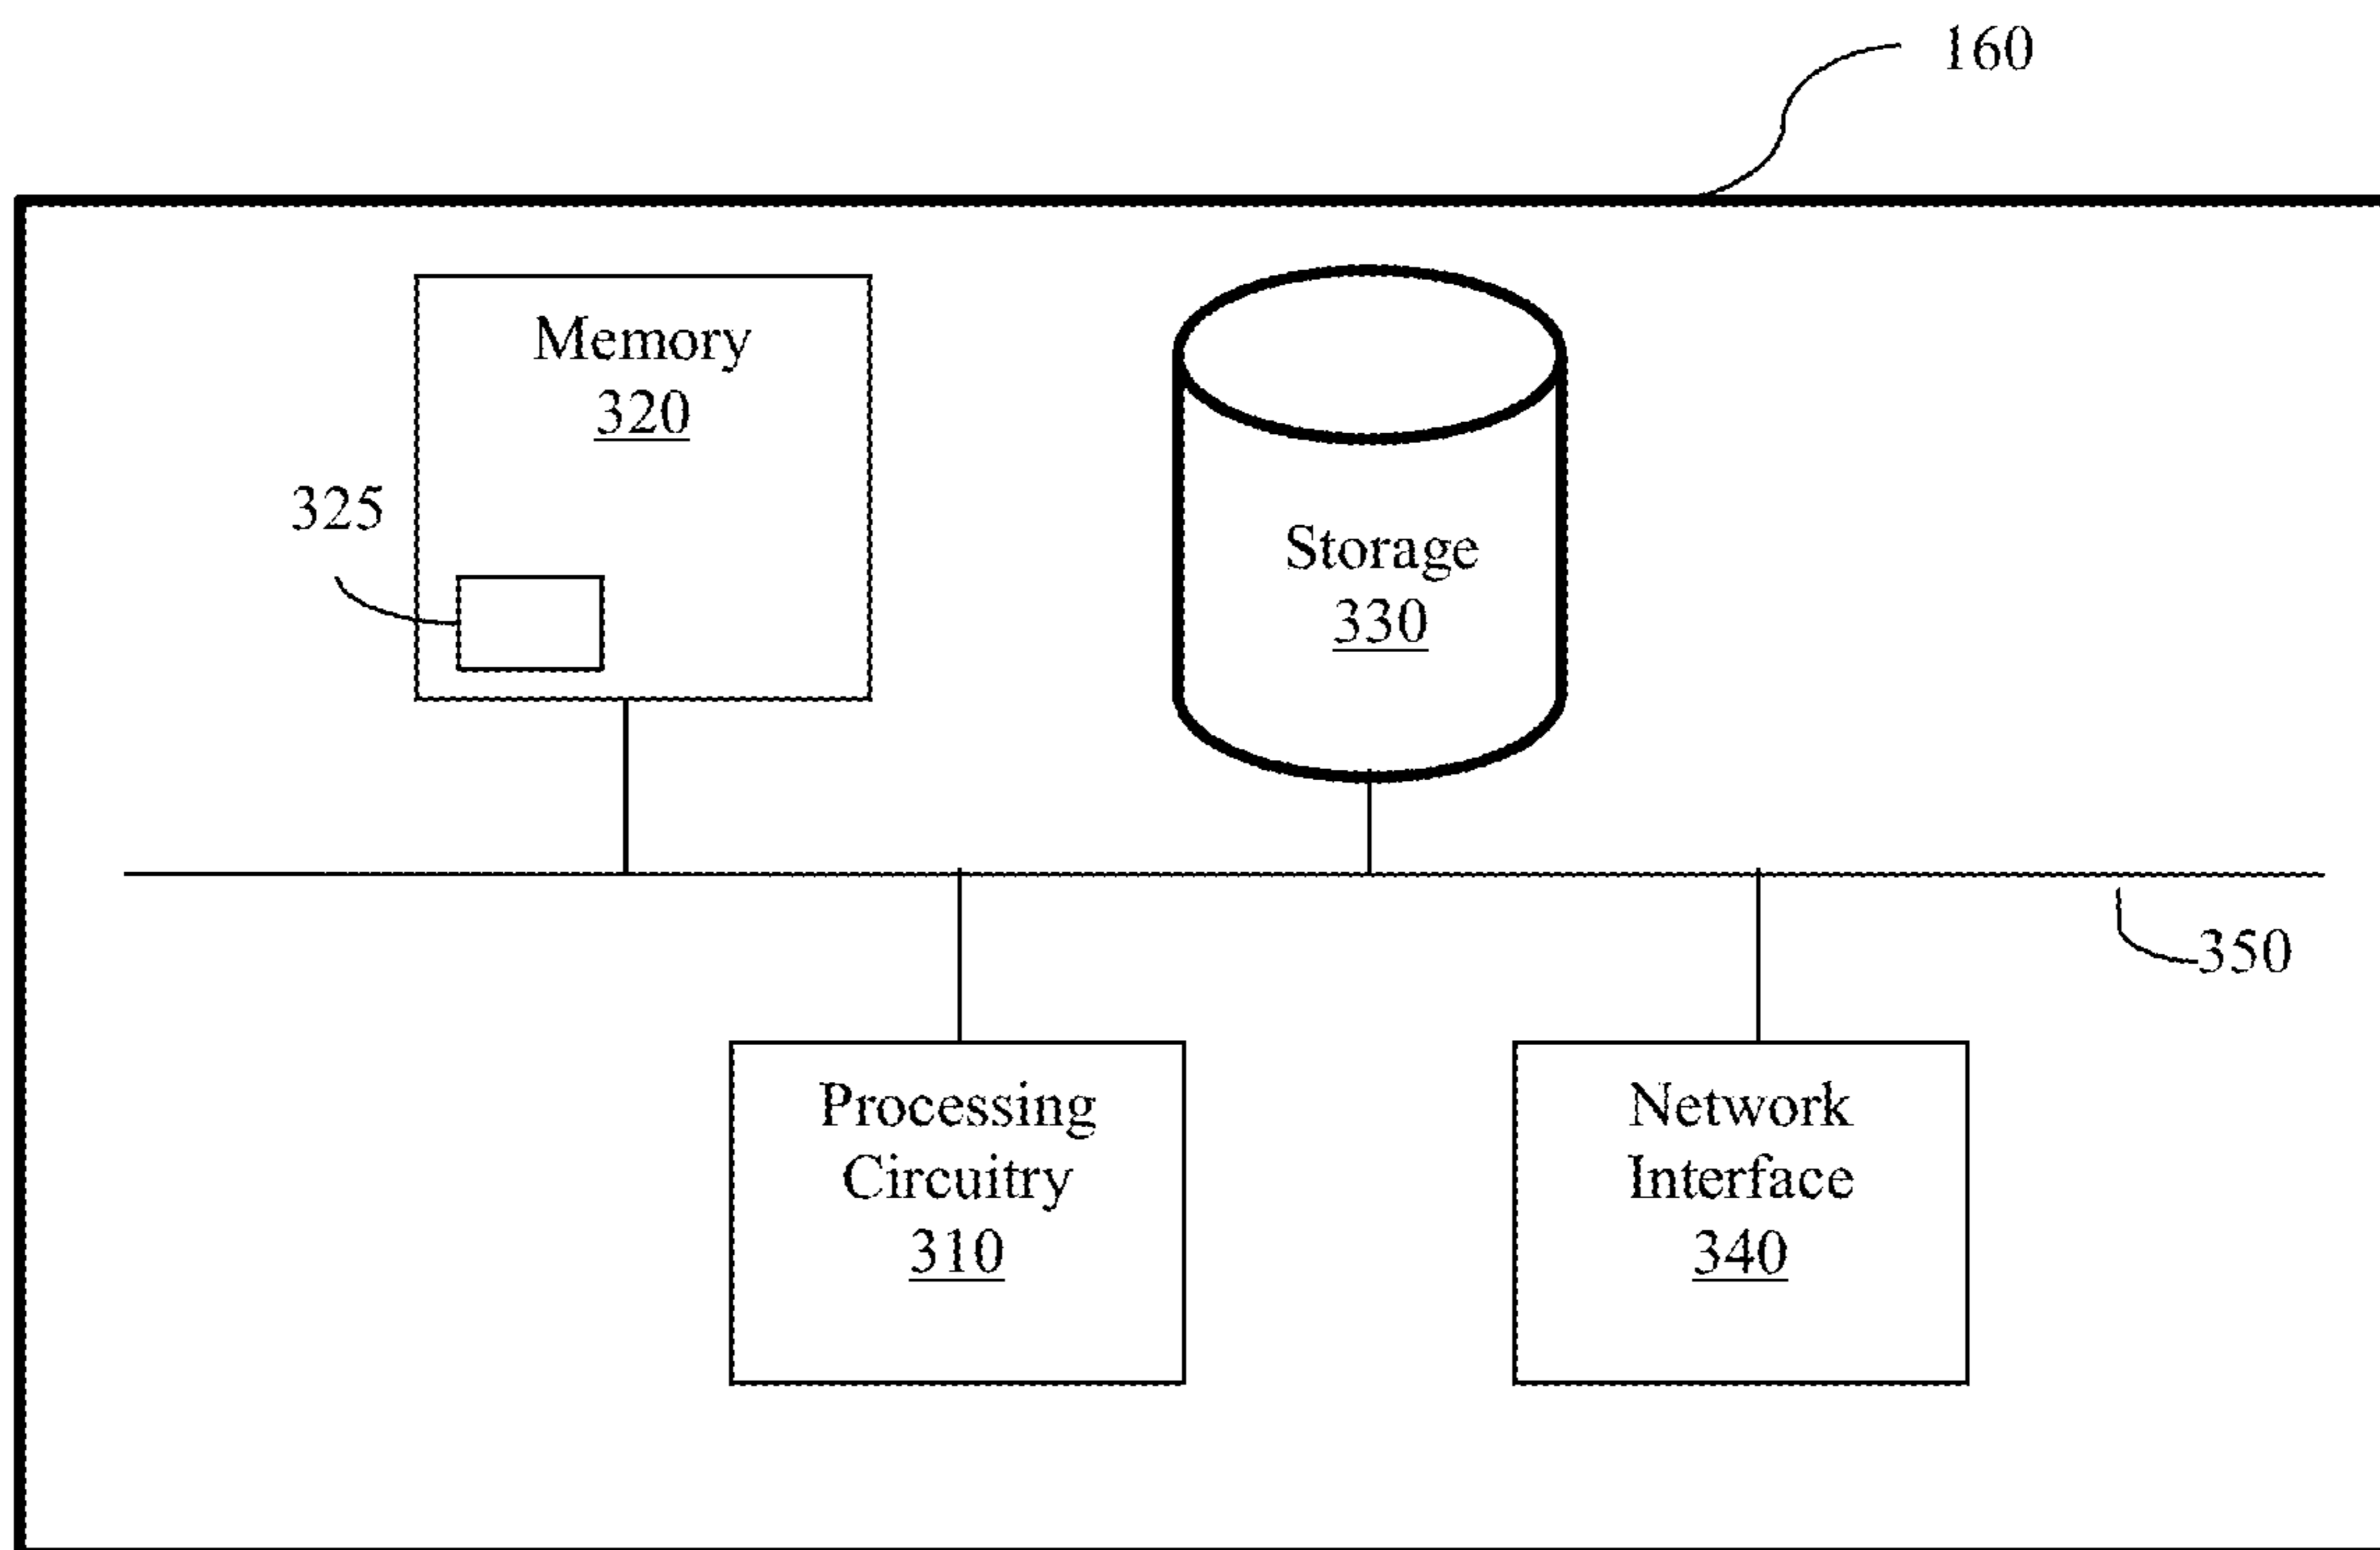 160
Memory
320
325
Storage
330
350
Processing
Circuitry
310
Network
Interface
340